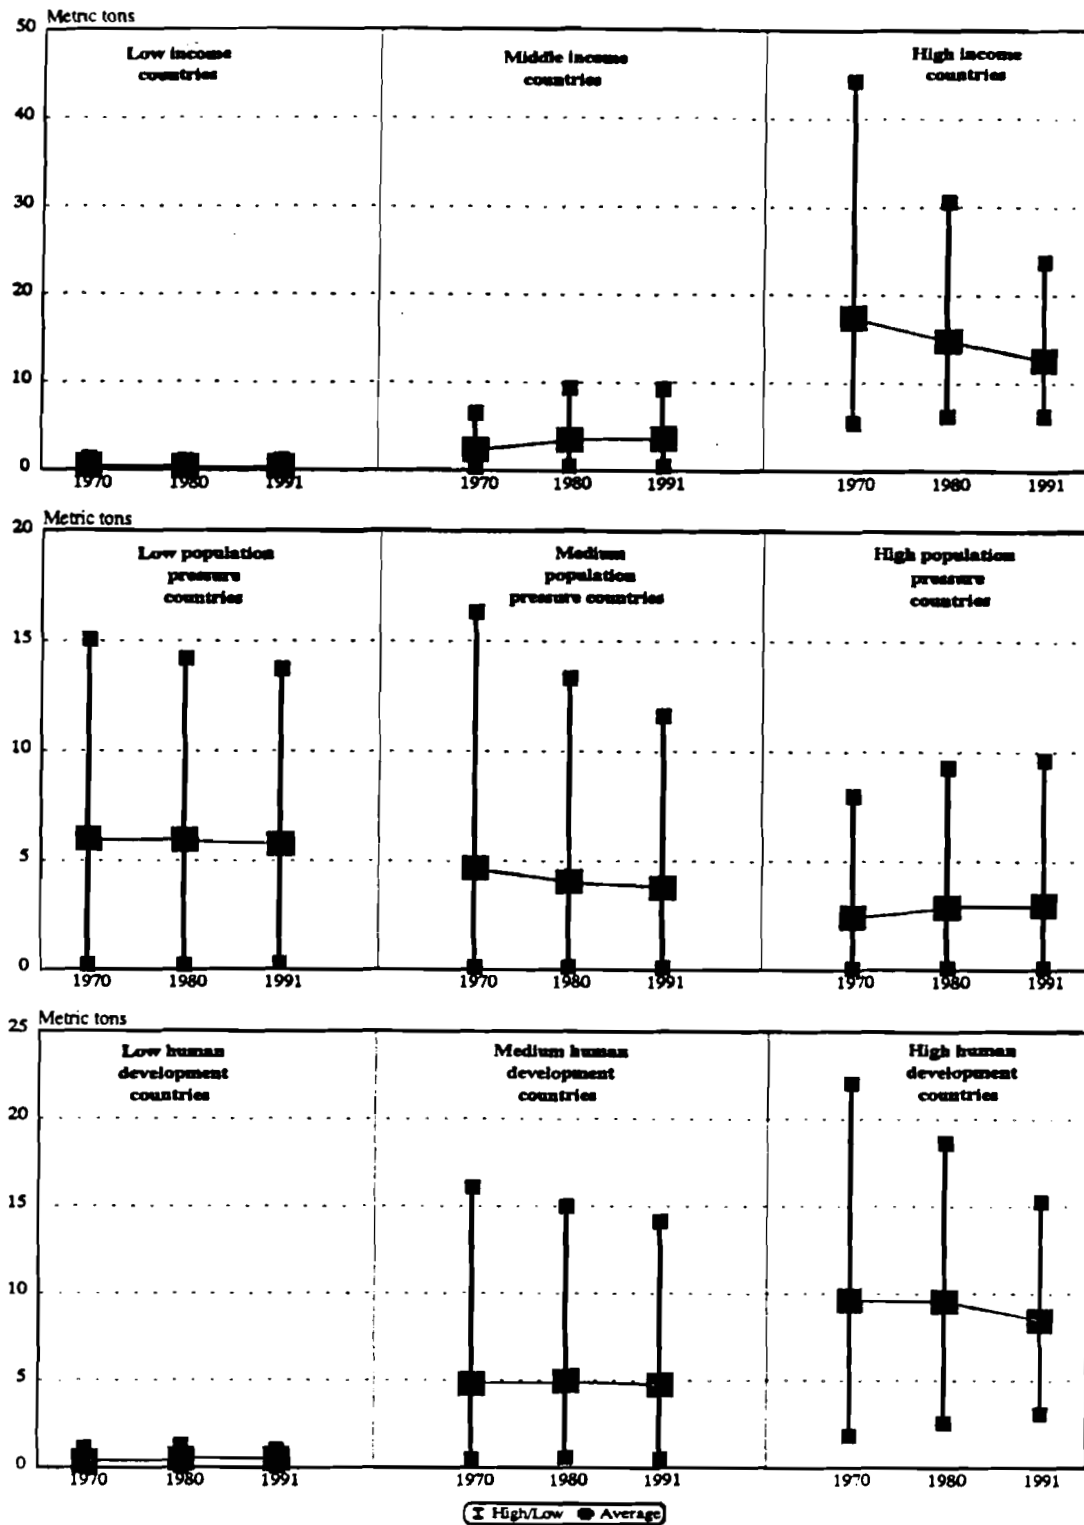 Metric tons
50
40
30
20
10
0
Low income
countries
Middle income
countries
High income
countries
1970 1980 1991
1970 1980 1991
1970 1980 1991
Metric tons
20
15
10
5
0
Low population
pressure
countries
Medium
population
pressure countries
High population
pressure
countries
1970 1980 1991
1970 1980 1991
1970 1980 1991
Metric tons
25
20
15
10
5
0
Low human
development
countries
Medium human
development
countries
High human
development
countries
1970 1980 1991
1970 1980 1991
1970 1980 1991
High/Low Average